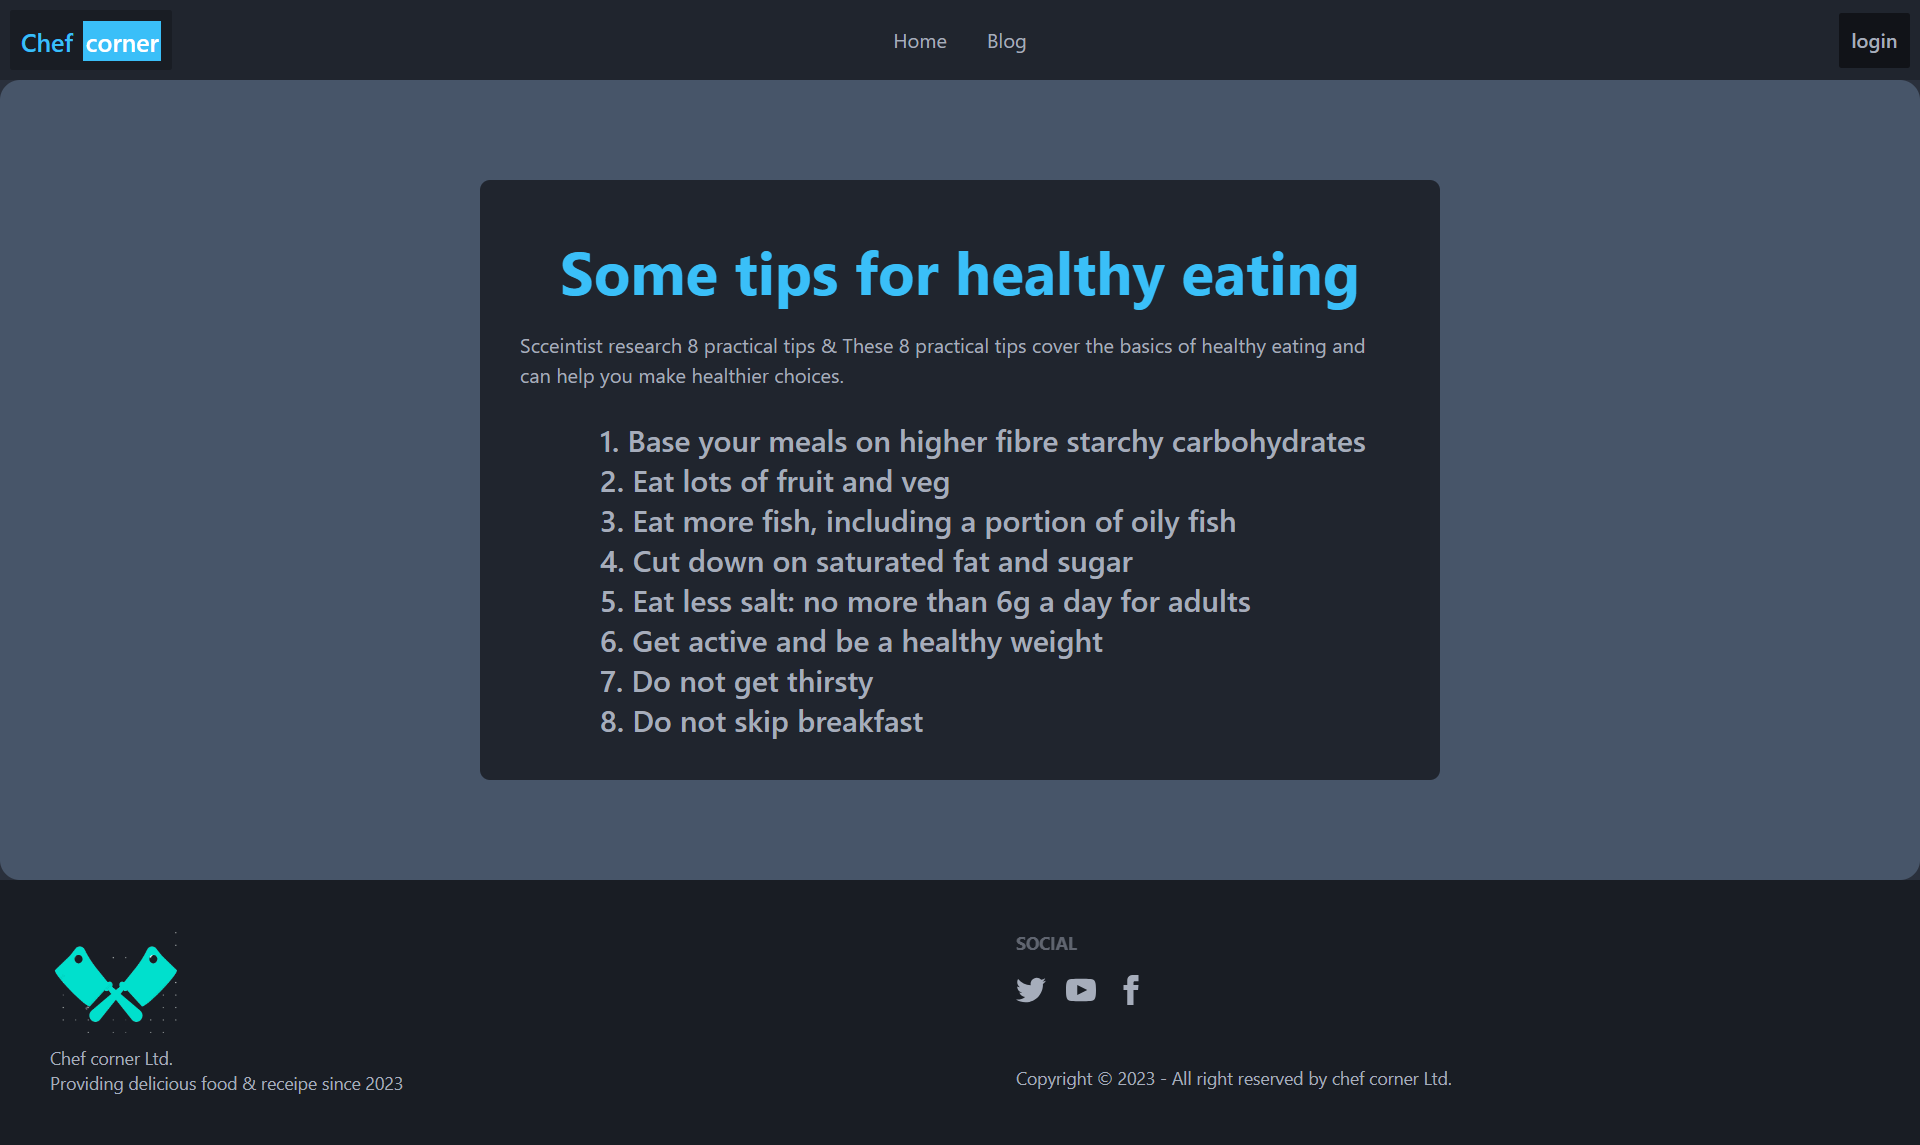 Chef corner
Home
Blog
login
Some tips for healthy eating
Scceintist research 8 practical tips & These 8 practical tips cover the basics of healthy eating and
can help you make healthier choices.
1. Base your meals on higher fibre starchy carbohydrates
2. Eat lots of fruit and veg
3. Eat more fish, including a portion of oily fish
4. Cut down on saturated fat and sugar
5. Eat less salt: no more than 6g a day for adults
6. Get active and be a healthy weight
7. Do not get thirsty
8. Do not skip breakfast
Chef corner Ltd.
Providing delicious food & receipe since 2023
SOCIAL
Copyright © 2023 - All right reserved by chef corner Ltd.